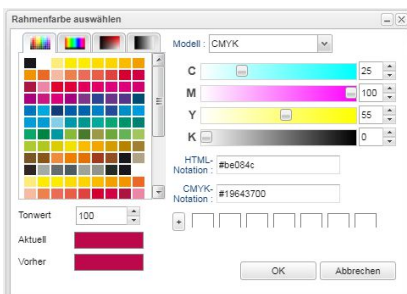 Rahmenfarbe auswählen
Modell : CMYK
C 25
M 100
Y 55
K 0
HTML-
Notation : #be084c
CMYK-
Notation : #19643700
Tonwert 100
+
Aktuell
Vorher
OK Abbrechen